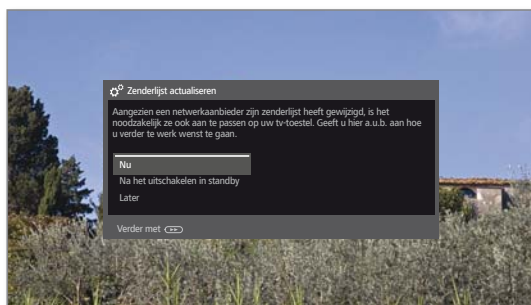 Zenderlijst actualiseren
Aangezien een netwerkaanbieder zijn zenderlijst heeft gewijzigd, is het
noodzakelijk ze ook aan te passen op uw tv-toestel. Geeft u hier a.u.b. aan hoe
u verder te werk wenst te gaan.
Nu
Na het uitschakelen in standby
Later
Verder met